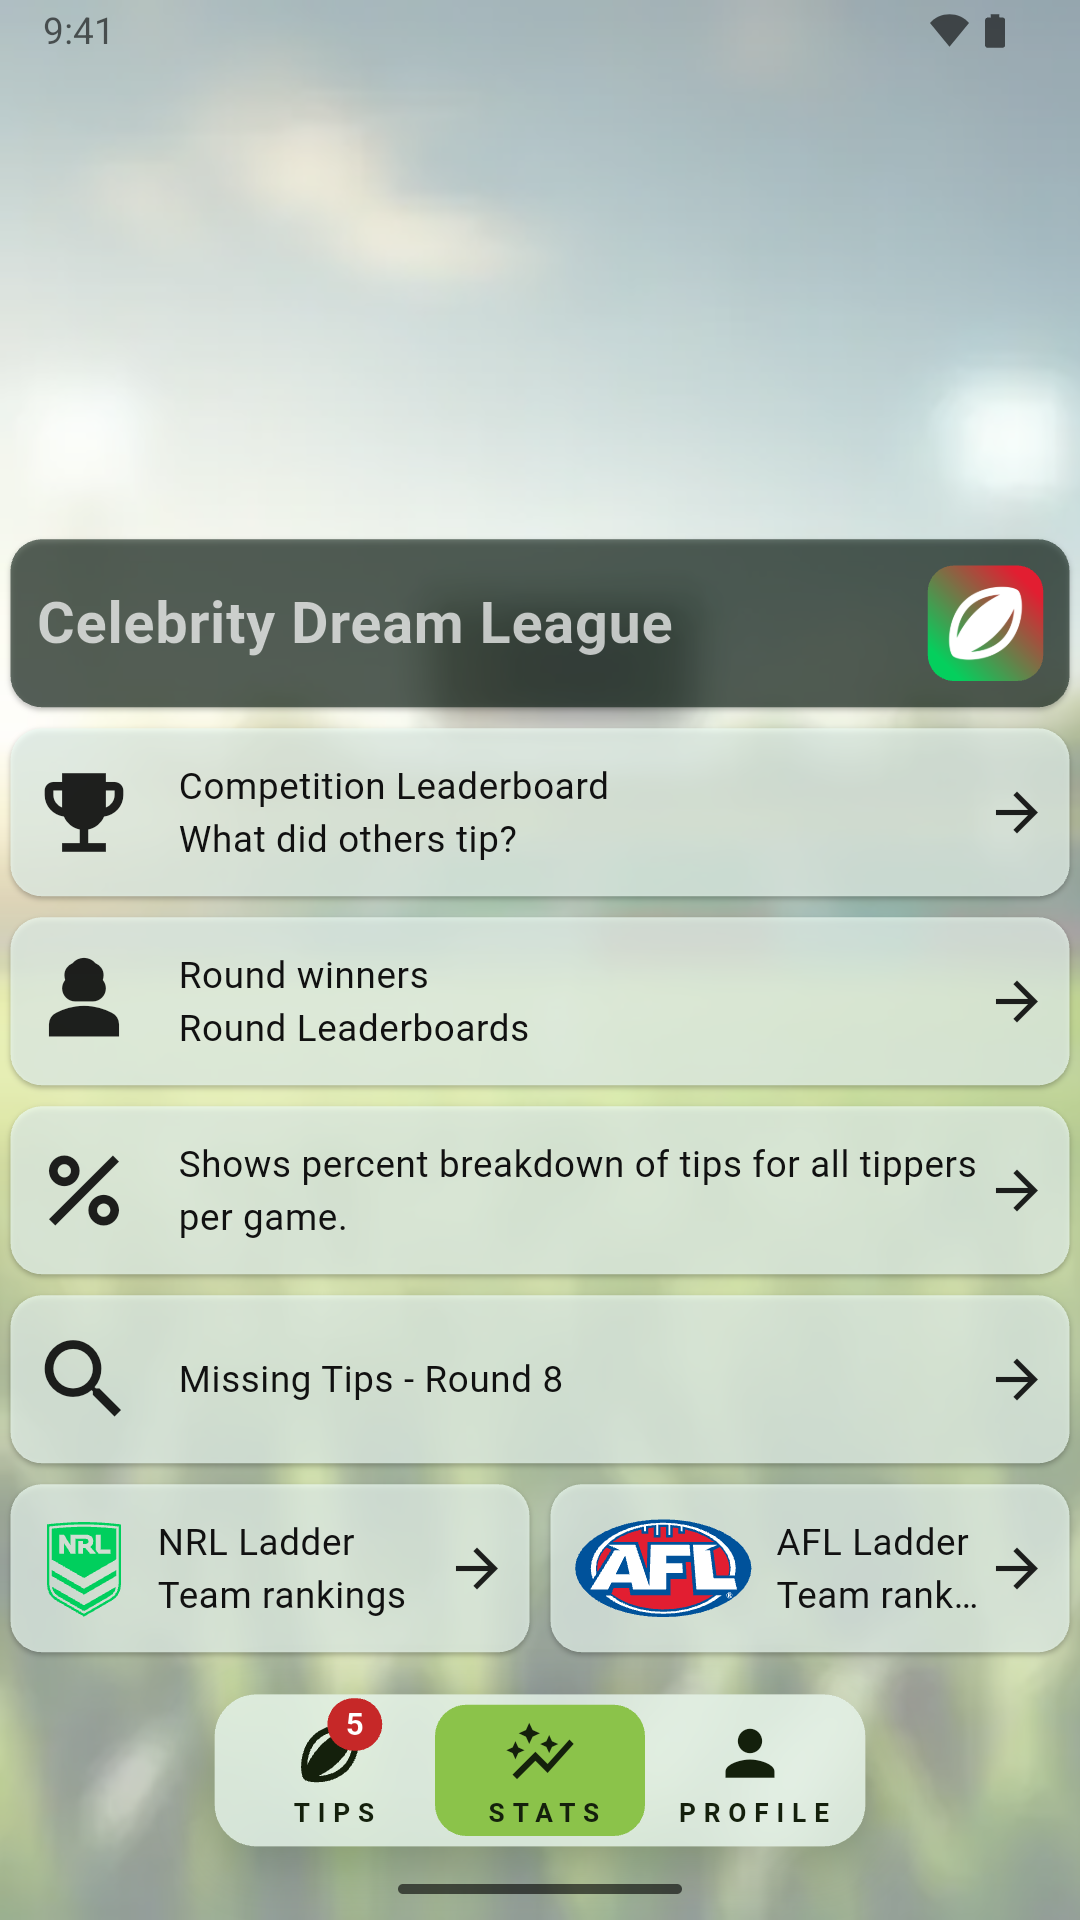 9:41
Celebrity Dream League
Competition Leaderboard
What did others tip?
Round winners
Round Leaderboards
Shows percent breakdown of tips for all tippers
per game.
Missing Tips - Round 8
NRL
NRL Ladder
Team rankings
AFL
AFL Ladder
Team rank...
5
TIPS
STATS
PROFILE